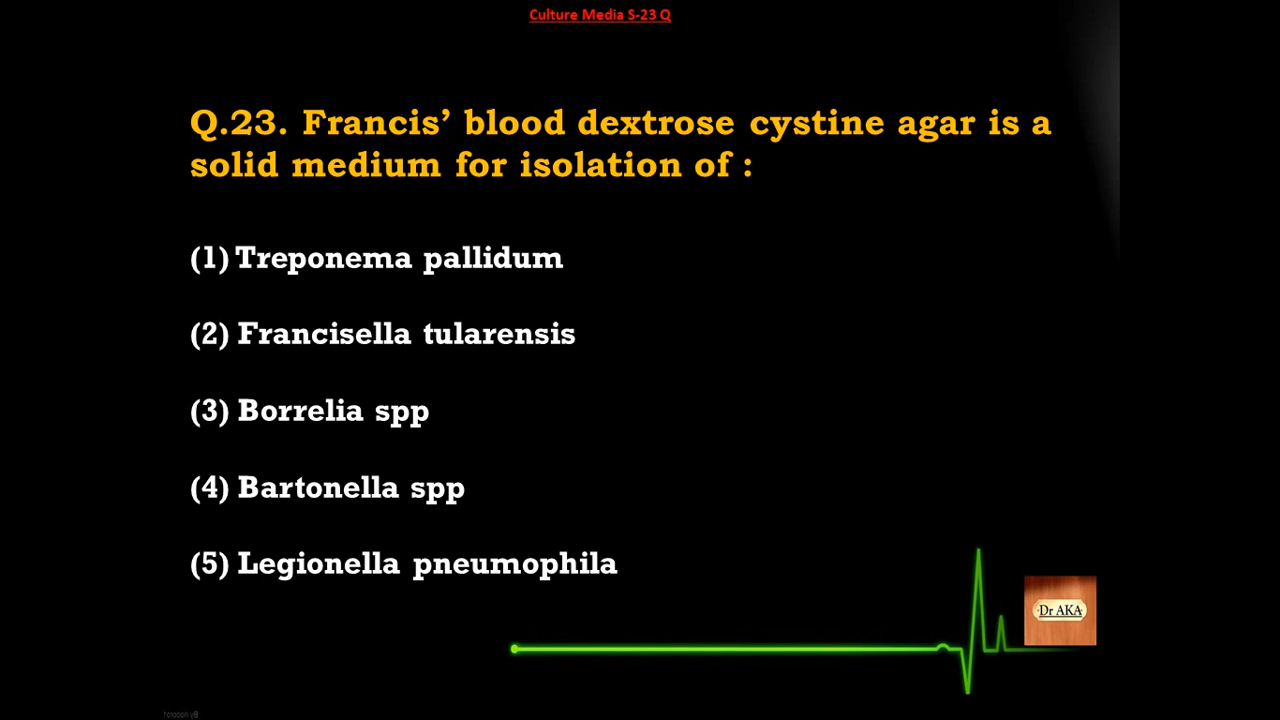 Culture Media S-23 Q
Q.23. Francis’ blood dextrose cystine agar is a
solid medium for isolation of :
(1) Treponema pallidum
(2) Francisella tularensis
(3) Borrelia spp
(4) Bartonella spp
(5) Legionella pneumophila
Dr AKA